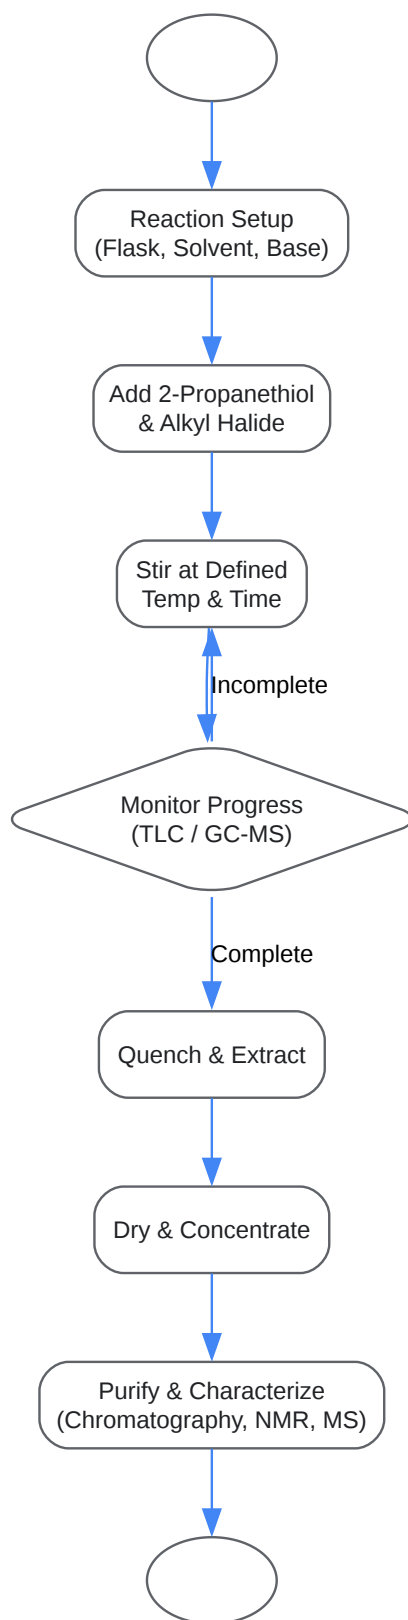 Reaction Setup
(Flask, Solvent, Base)
Add 2-Propanethiol
& Alkyl Halide
Stir at Defined
Temp & Time
Incomplete
Monitor Progress
(TLC / GC-MS)
Complete
Quench & Extract
Dry & Concentrate
Purify & Characterize
(Chromatography, NMR, MS)